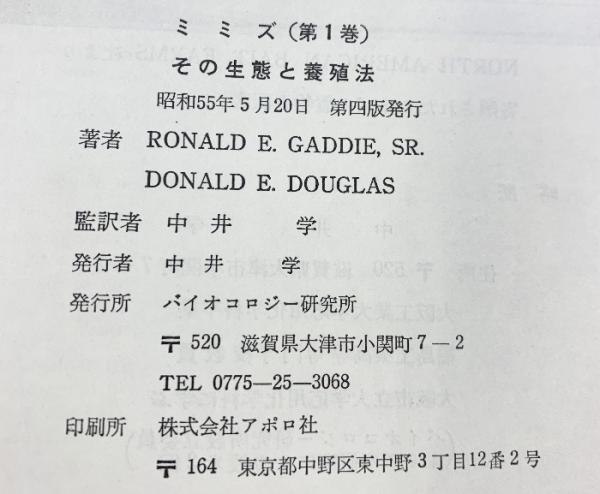 ミミズ（第１巻）
その生態と養殖法
昭和55年５月20日　第四版発行
著者　RONALD E. GADDIE, SR.
DONALD E. DOUGLAS
監訳者　中井　学
発行者　中井　学
発行所　バイオコロジー研究所
〒520　滋賀県大津市小関町７―２
TEL 0775―25―3068
印刷所　株式会社アポロ社
〒164　東京都中野区東中野３丁目12番２号